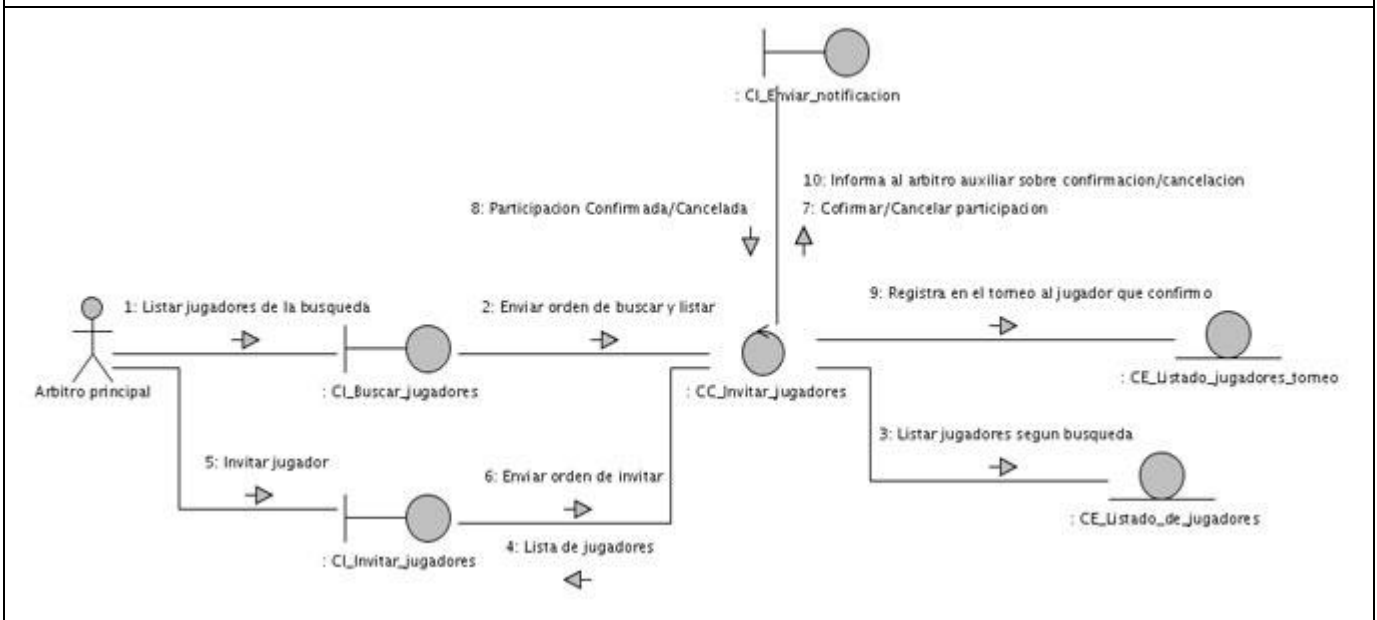 : CI_Enviar_notificacion
10: Informa al arbitro auxiliar sobre confirmacion/cancelacion
8: Participacion Confirmada/Cancelada
7: Cofirmar/Cancelar participacion
1: Listar jugadores de la busqueda
2: Enviar orden de buscar y listar
9: Registra en el torneo al jugador que confirmo
Arbitro principal
: CI_Buscar_jugadores
: CC_Invitar_jugadores
: CE_Listado_jugadores_torneo
3: Listar jugadores segun busqueda
5: Invitar jugador
6: Enviar orden de invitar
: CE_Listado_de_jugadores
4: Lista de jugadores
: CI_Invitar_jugadores